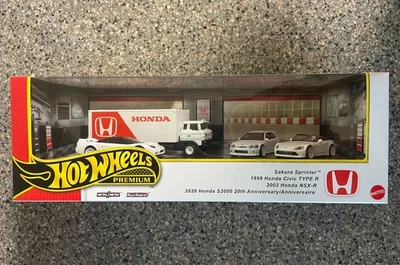 HONDA
HOT WHEELS
PREMIUM
Sakura Sprinter™
1999 Honda Civic TYPE R
2003 Honda NSX-R
2020 Honda S2000 20th Anniversary/Anniversaire
MATTEL